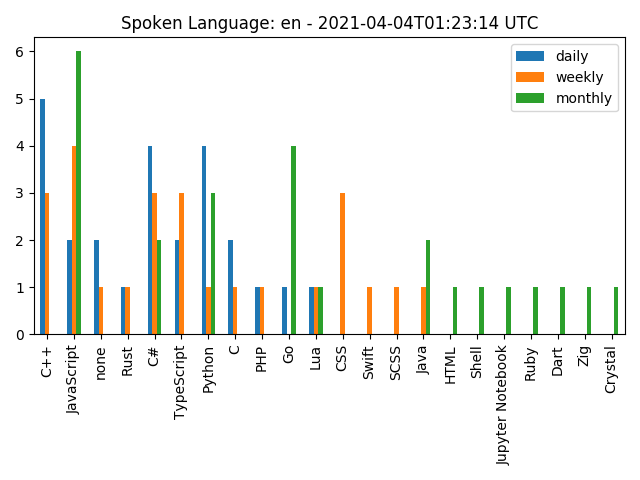 Spoken Language: en - 2021-04-04T01:23:14 UTC
daily
weekly
monthly
6
5
4
3
2
1
0
C++
JavaScript
none
Rust
C#
TypeScript
Python
C
PHP
Go
Lua
CSS
Swift
SCSS
Java
HTML
Shell
Jupyter Notebook
Ruby
Dart
Zig
Crystal